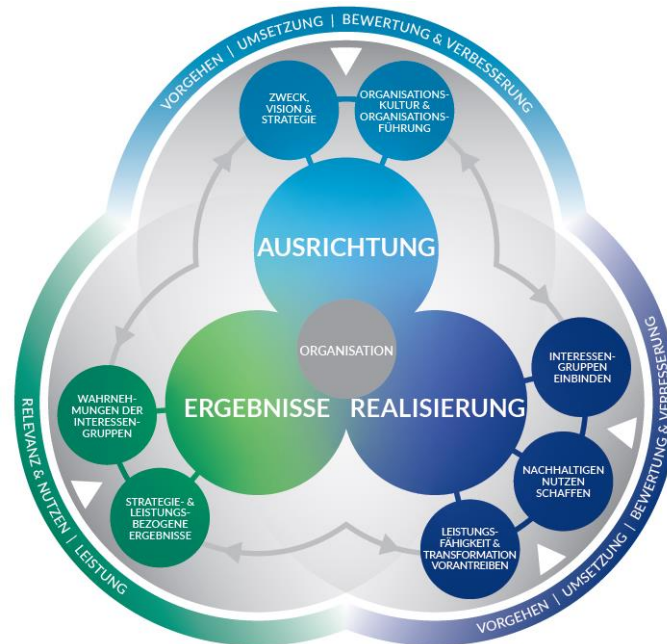 VORGEHEN | UMSETZUNG | BEWERTUNG & VERBESSERUNG
ZWECK,
VISION &
STRATEGIE
ORGANISATIONS-
KULTUR &
ORGANISATIONS-
FÜHRUNG
AUSRICHTUNG
ORGANISATION
ERGEBNISSE
REALISIERUNG
WAHRNEH-
MUNGEN DER
INTERESSEN-
GRUPPEN
STRATEGIE- &
LEISTUNGS-
BEZOGENE
ERGEBNISSE
INTERESSEN-
GRUPPEN
EINBINDEN
NACHHALTIGEN
NUTZEN
SCHAFFEN
LEISTUNGS-
FÄHIGKEIT &
TRANSFORMATION
VORANTREIBEN
RELEVANZ & NUTZEN | LEISTUNG
VORGEHEN | UMSETZUNG | BEWERTUNG & VERBESSERUNG